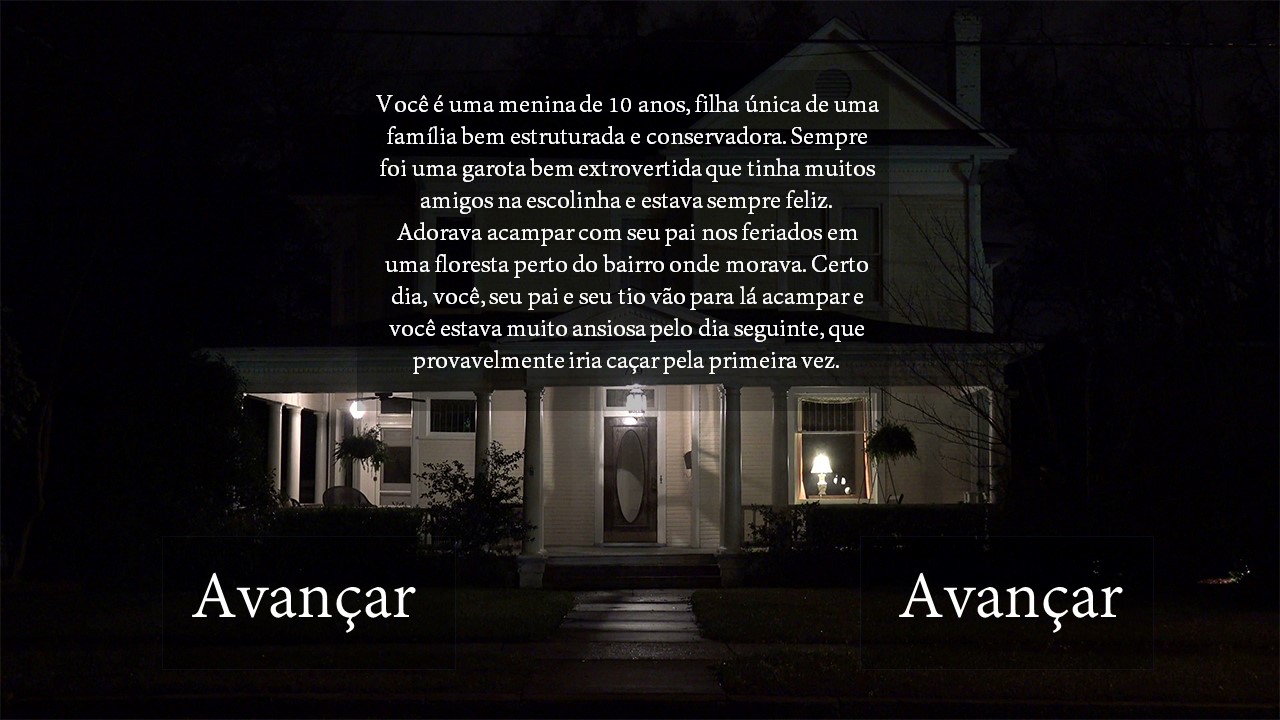 Você é uma menina de 10 anos, filha única de uma
família bem estruturada e conservadora. Sempre
foi uma garota bem extrovertida que tinha muitos
amigos na escolinha e estava sempre feliz.
Adorava acampar com seu pai nos feriados em
uma floresta perto do bairro onde morava. Certo
dia, você, seu pai e seu tio vão para lá acampar e
você estava muito ansiosa pelo dia seguinte, que
provavelmente iria caçar pela primeira vez.
Avançar
Avançar